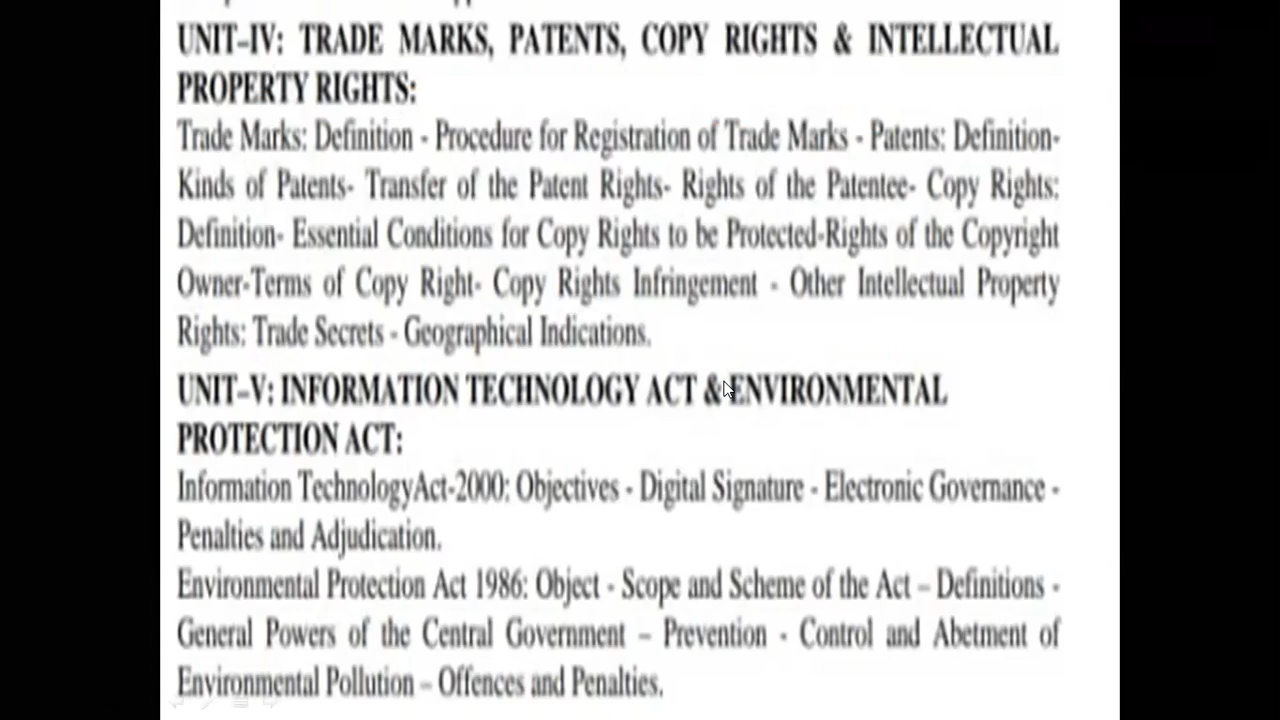 UNIT–IV: TRADE MARKS, PATENTS, COPY RIGHTS & INTELLECTUAL
PROPERTY RIGHTS:
Trade Marks: Definition - Procedure for Registration of Trade Marks - Patents: Definition-
Kinds of Patents- Transfer of the Patent Rights- Rights of the Patentee- Copy Rights:
Definition- Essential Conditions for Copy Rights to be Protected-Rights of the Copyright
Owner-Terms of Copy Right- Copy Rights Infringement - Other Intellectual Property
Rights: Trade Secrets - Geographical Indications.
UNIT–V: INFORMATION TECHNOLOGY ACT & ENVIRONMENTAL
PROTECTION ACT:
Information TechnologyAct-2000: Objectives - Digital Signature - Electronic Governance -
Penalties and Adjudication.
Environmental Protection Act 1986: Object - Scope and Scheme of the Act – Definitions -
General Powers of the Central Government – Prevention - Control and Abetment of
Environmental Pollution – Offences and Penalties.